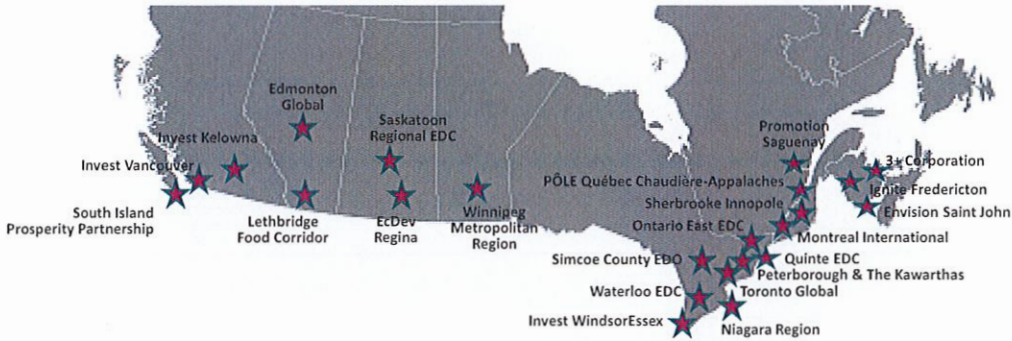 Edmonton
Global
Saskatoon
Regional EDC
Invest Kelowna
Invest Vancouver
South Island
Prosperity Partnership
Lethbridge
Food Corridor
EcDev
Regina
Winnipeg
Metropolitan
Region
Promotion
Saguenay
3+ Corporation
PÔLE Québec Chaudière-Appalaches
Ignite Fredericton
Sherbrooke Innopole
Envision Saint John
Ontario East EDC
Montreal International
Simcoe County EDO
Quinte EDC
Peterborough & The Kawarthas
Waterloo EDC
Toronto Global
Invest WindsorEssex
Niagara Region